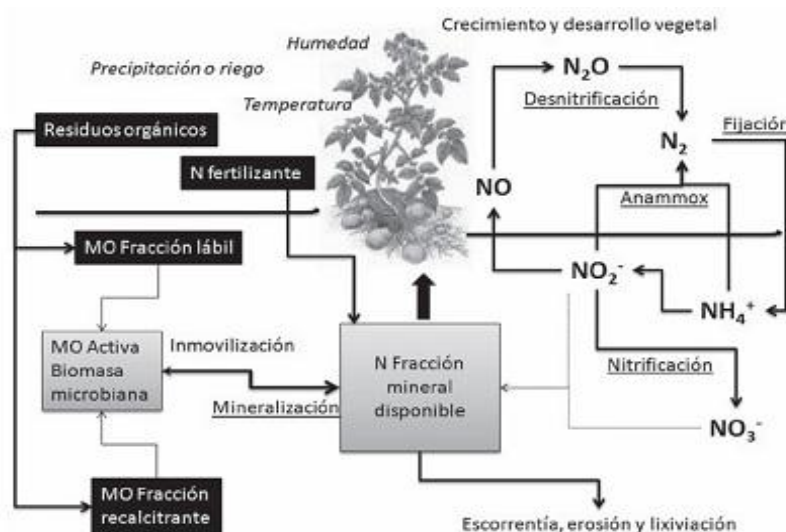 Crecimiento y desarrollo vegetal
Humedad
Precipitación o riego
Temperatura
N₂O
Desnitrificación
Residuos orgánicos
N₂
Fijación
N fertilizante
NO
Anammox
MO Fracción lábil
NO₂⁻
NH₄⁺
MO Activa
Biomasa
microbiana
Inmovilización
Mineralización
N Fracción
mineral
disponible
Nitrificación
NO₃⁻
MO Fracción
recalcitrante
Escorrentía, erosión y lixiviación